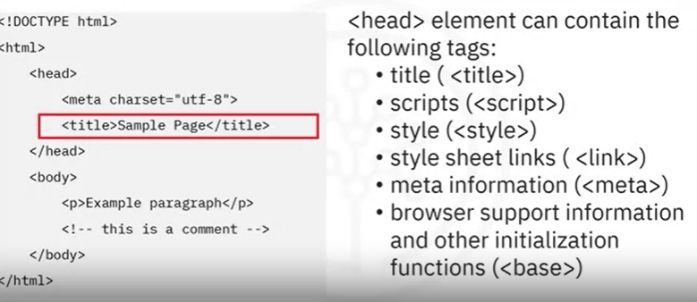 <!DOCTYPE html>
<html>
<head>
<meta charset="utf-8">
<title>Sample Page</title>
</head>
<body>
<p>Example paragraph</p>
<!-- this is a comment -->
</body>
</html>
<head> element can contain the
following tags:
• title ( <title>)
• scripts (<script>)
• style (<style>)
• style sheet links ( <link>)
• meta information (<meta>)
• browser support information
and other initialization
functions (<base>)